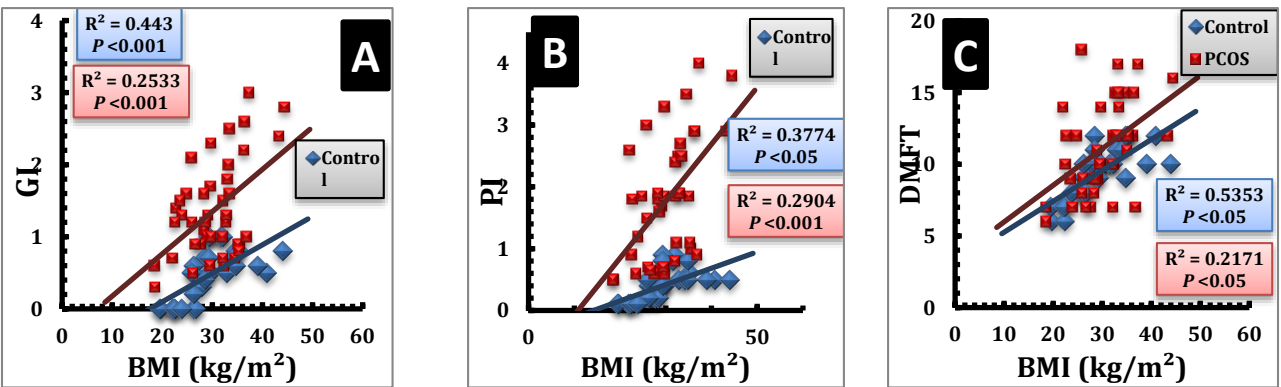 A
R² = 0.443
P <0.001
R² = 0.2533
P <0.001
Contro
l
GI
4
3
2
1
0
0 10 20 30 40 50 60
BMI (kg/m²)
B
Contro
l
R² = 0.3774
P <0.05
R² = 0.2904
P <0.001
PI
4
3
2
1
0
0 50
BMI (kg/m²)
C
Control
PCOS
R² = 0.5353
P <0.05
R² = 0.2171
P <0.05
DMFT
20
15
10
5
0
0 10 20 30 40 50 60
BMI (kg/m²)